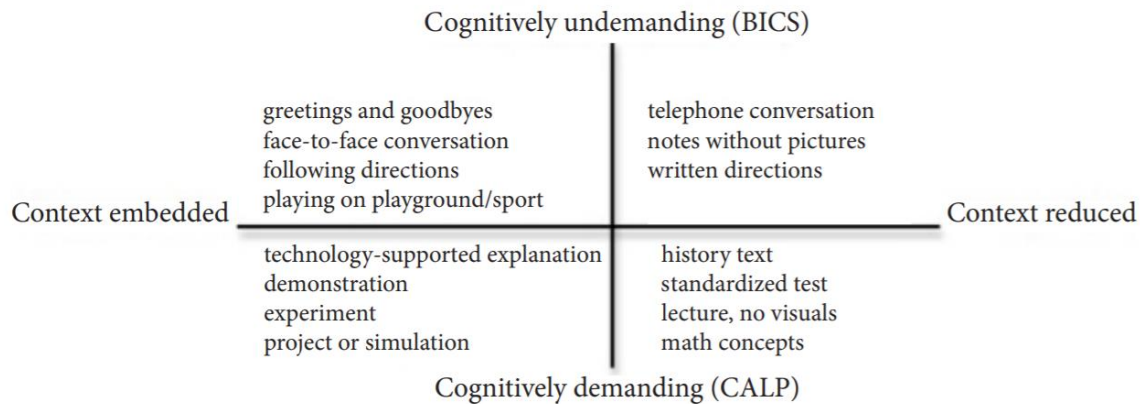 Cognitively undemanding (BICS)
greetings and goodbyes
face-to-face conversation
following directions
playing on playground/sport
telephone conversation
notes without pictures
written directions
Context embedded
Context reduced
technology-supported explanation
demonstration
experiment
project or simulation
history text
standardized test
lecture, no visuals
math concepts
Cognitively demanding (CALP)